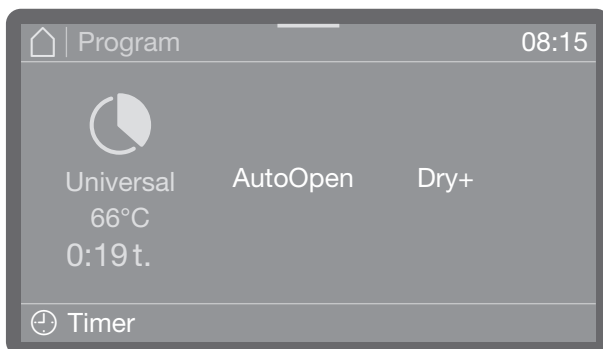 Program 08:15
Universal AutoOpen Dry+
66°C
0:19 t.
Timer